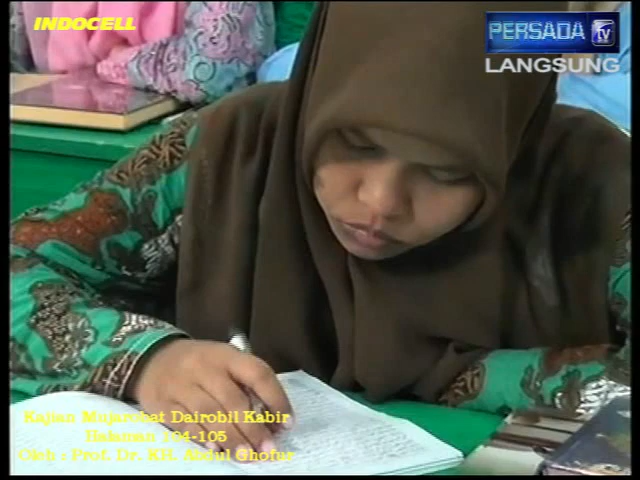 INDOCELL
PERSADA tv
LANGSUNG
Kajian Mujarobat Dairobil Kabir
Halaman 104-105
Oleh : Prof. Dr. KH. Abdul Ghofur